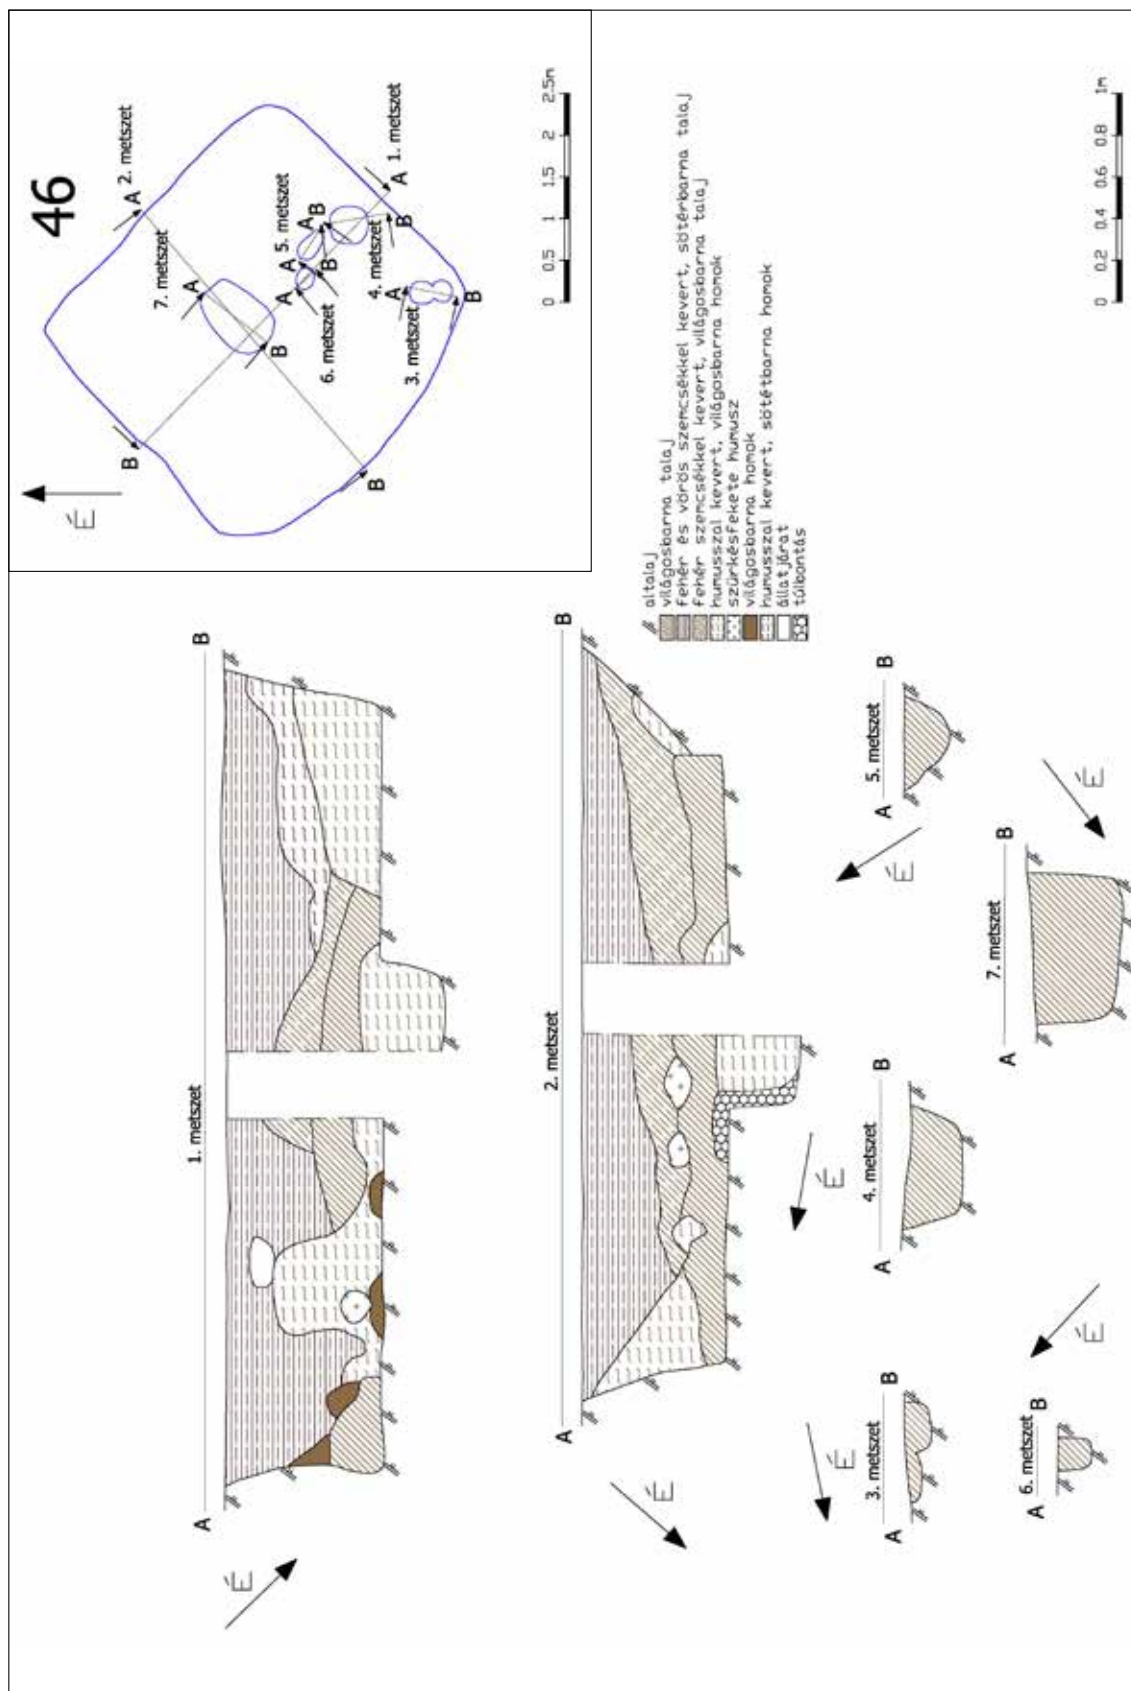 46
2. metszet
A
7. metszet
A
B
5. metszet
A
B
A
B
A
6. metszet
1. metszet
A
B
4. metszet
A
3. metszet
B
B
B
É
0 0.5 1 1.5 2 2.5m
1. metszet
A
B
É
2. metszet
A
B
É
altalaj
világosbarna talaj
fehér és vörös szemcsékkel kevert, sötérbarna talaj
fehér szemcsékkel kevert, világosbarna talaj
humusszal kevert, világosbarna homok
szürkésfekete humusz
világosbarna homok
humusszal kevert, sötétbarna homok
állatjárat
túlbontás
0 0.2 0.4 0.6 0.8 1m
3. metszet
A
B
É
4. metszet
A
B
É
5. metszet
A
B
É
6. metszet
A
B
É
7. metszet
A
B
É